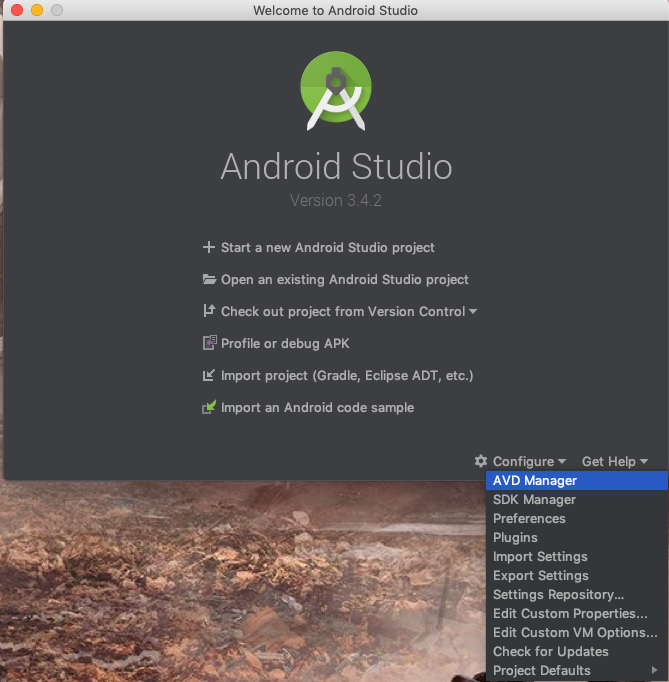 Welcome to Android Studio
Android Studio
Version 3.4.2
Start a new Android Studio project
Open an existing Android Studio project
Check out project from Version Control
Profile or debug APK
Import project (Gradle, Eclipse ADT, etc.)
Import an Android code sample
Configure Get Help
AVD Manager
SDK Manager
Preferences
Plugins
Import Settings
Export Settings
Settings Repository...
Edit Custom Properties...
Edit Custom VM Options...
Check for Updates
Project Defaults